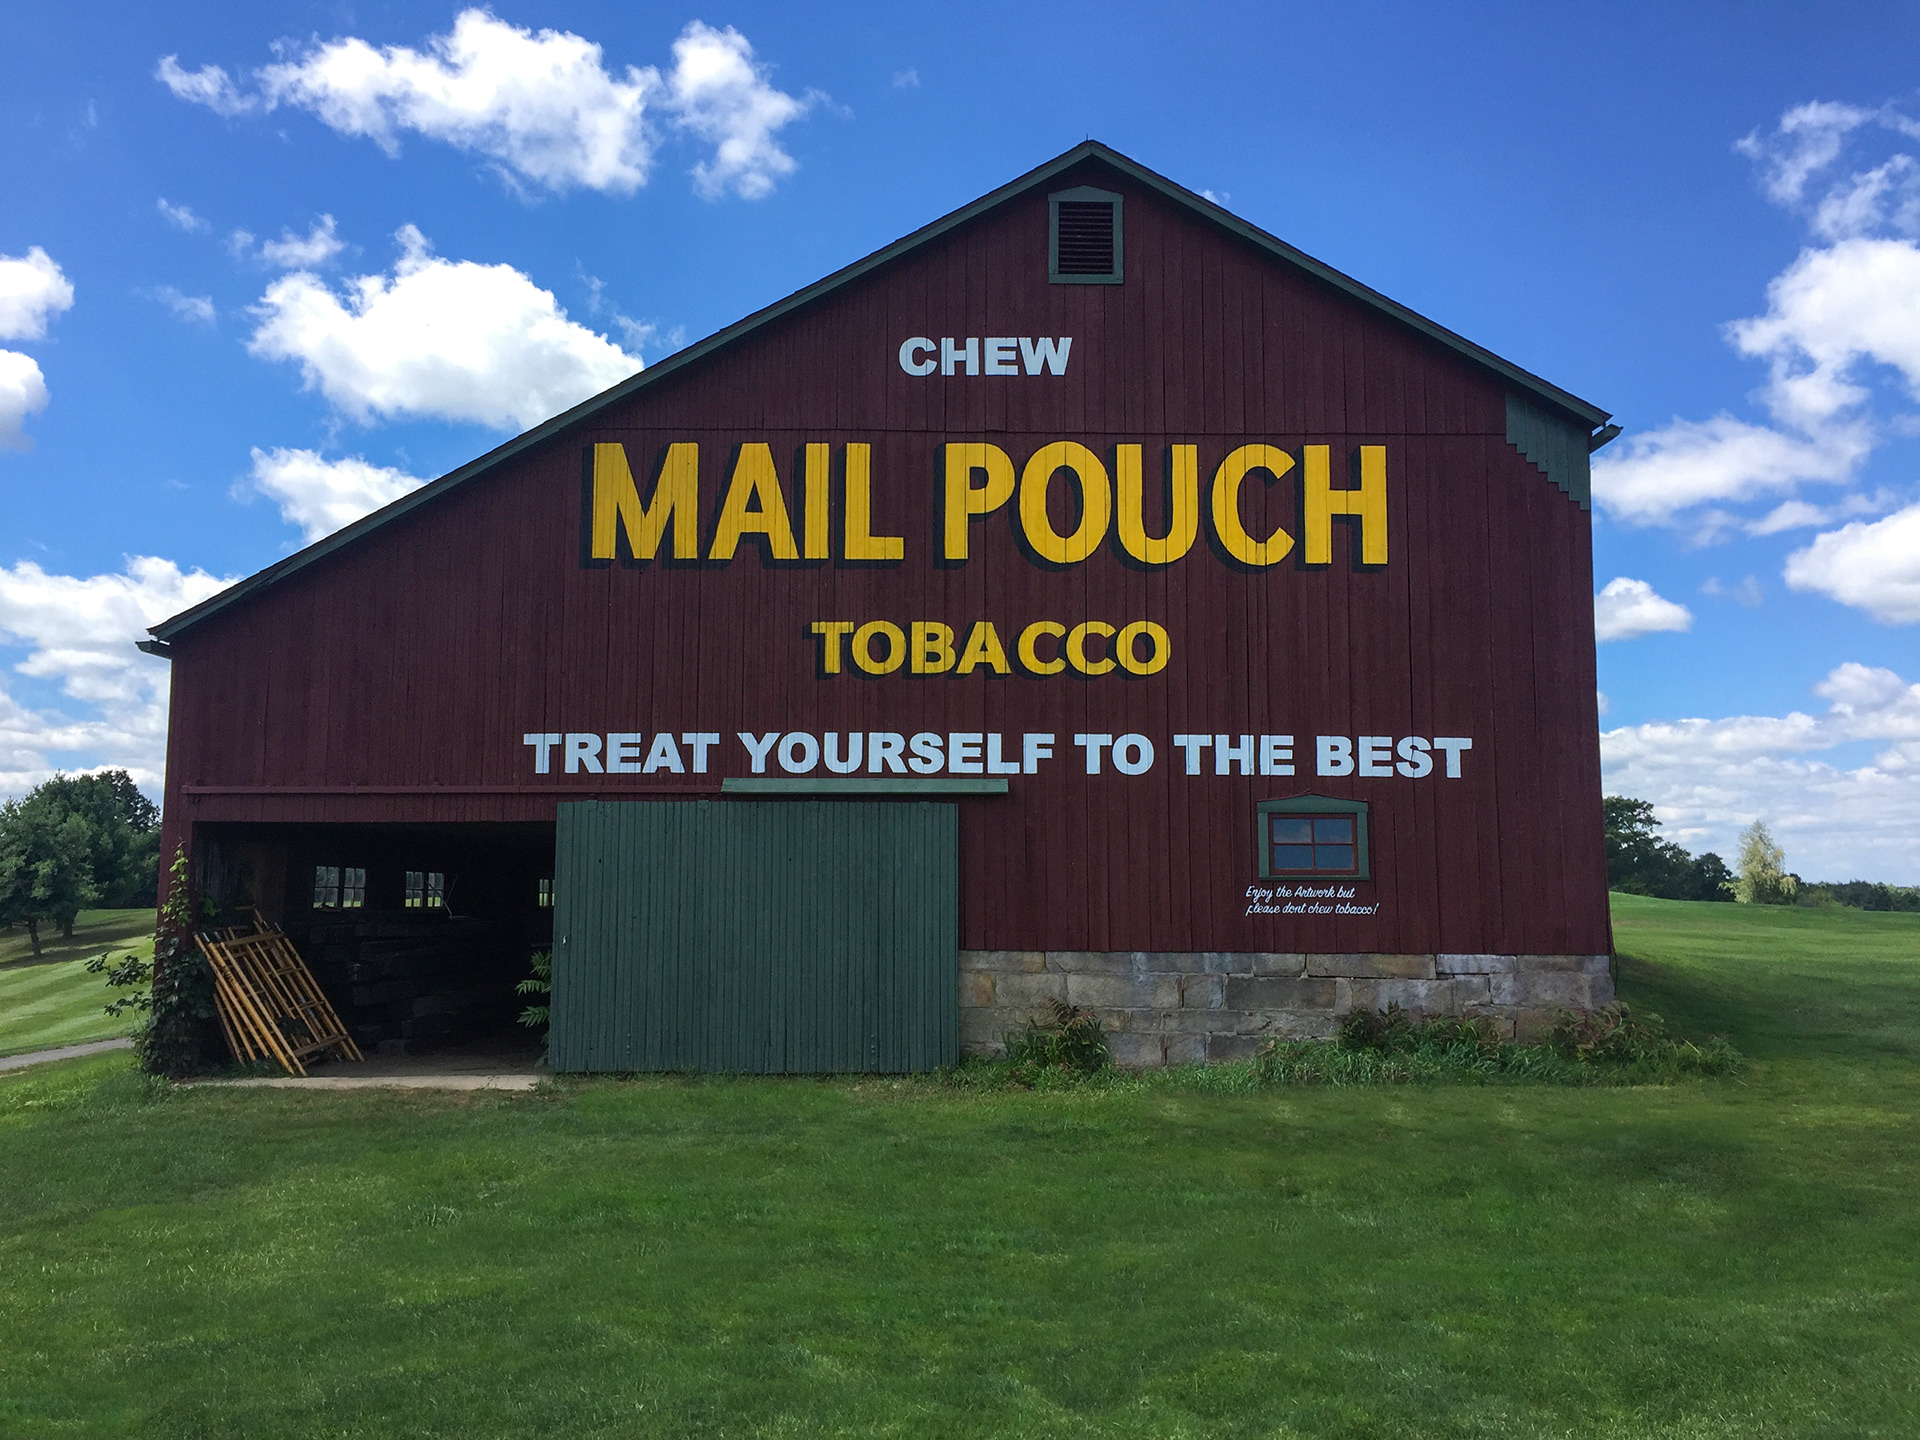 CHEW
MAIL POUCH
TOBACCO
TREAT YOURSELF TO THE BEST
Enjoy the Artwork but
please dont chew tobacco!